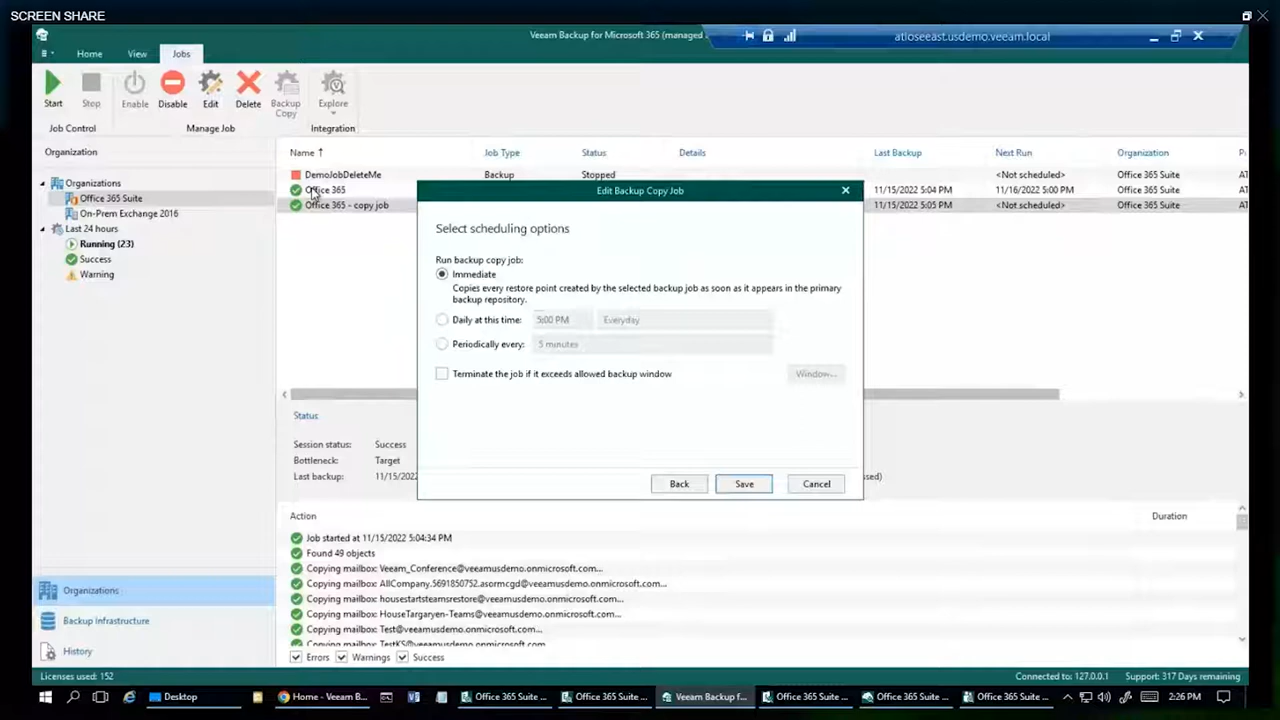 SCREEN SHARE
Veeam Backup for Microsoft 365 (managed
atloseeast.usdemo.veeam.local
Home View Jobs
Start Stop Enable Disable Edit Delete Backup Copy Explore
Job Control Manage Job Integration
Organization
Organizations
Office 365 Suite
On-Prem Exchange 2016
Last 24 hours
Running (23)
Success
Warning
Name Job Type Status Details Last Backup Next Run Organization
DemoJobDeleteMe Backup Stopped <Not scheduled> Office 365 Suite
Office 365 11/15/2022 5:04 PM 11/16/2022 5:00 PM Office 365 Suite
Office 365 - copy job 11/15/2022 5:05 PM <Not scheduled> Office 365 Suite
Edit Backup Copy Job
Select scheduling options
Run backup copy job:
Immediate
Copies every restore point created by the selected backup job as soon as it appears in the primary
backup repository.
Daily at this time: 5:00 PM Everyday
Periodically every: 5 minutes
Terminate the job if it exceeds allowed backup window Window...
Back Save Cancel
Status
Session status: Success
Bottleneck: Target
Last backup: 11/15/2022
Action Duration
Job started at 11/15/2022 5:04:34 PM
Found 49 objects
Copying mailbox: Veeam_Conference@veeamusdemo.onmicrosoft.com...
Copying mailbox: AllCompany.5691850752.asormcgd@veeamusdemo.onmicrosoft.com...
Copying mailbox: housestartsteamsrestore@veeamusdemo.onmicrosoft.com...
Copying mailbox: HouseTargaryen-Teams@veeamusdemo.onmicrosoft.com...
Copying mailbox: Test@veeamusdemo.onmicrosoft.com...
Copying mailbox: TestKS@veeamusdemo.onmicrosoft.com...
Errors Warnings Success
Organizations
Backup Infrastructure
History
Licenses used: 152
Connected to: 127.0.0.1 Support: 317 Days remaining
Desktop Home - Veeam B... Office 365 Suite ... Office 365 Suite ... Veeam Backup f... Office 365 Suite ... Office 365 Suite ... Office 365 Suite ... 2:26 PM